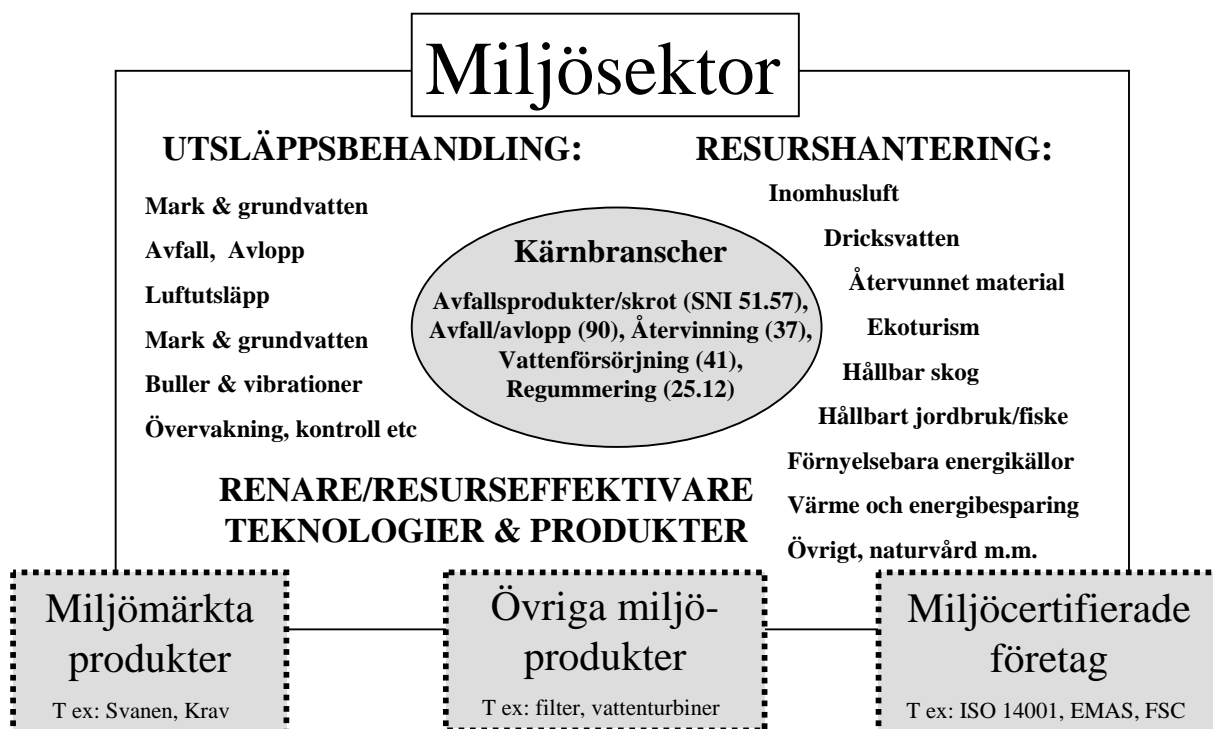 Miljösektor
UTSLÄPPSBEHANDLING:
Mark & grundvatten
Avfall, Avlopp
Luftutsläpp
Mark & grundvatten
Buller & vibrationer
Övervakning, kontroll etc
Kärnbranscher
Avfallsprodukter/skrot (SNI 51.57),
Avfall/avlopp (90), Återvinning (37),
Vattenförsörjning (41),
Regummering (25.12)
RESURSHANTERING:
Inomhusluft
Dricksvatten
Återvunnet material
Ekoturism
Hållbar skog
Hållbart jordbruk/fiske
Förnyelsebara energikällor
Värme och energibesparing
Övrigt, naturvård m.m.
RENARE/RESURSEFFEKTIVARE
TEKNOLOGIER & PRODUKTER
Miljömärkta
produkter
T ex: Svanen, Krav
Övriga miljö-
produkter
T ex: filter, vattenturbiner
Miljöcertifierade
företag
T ex: ISO 14001, EMAS, FSC